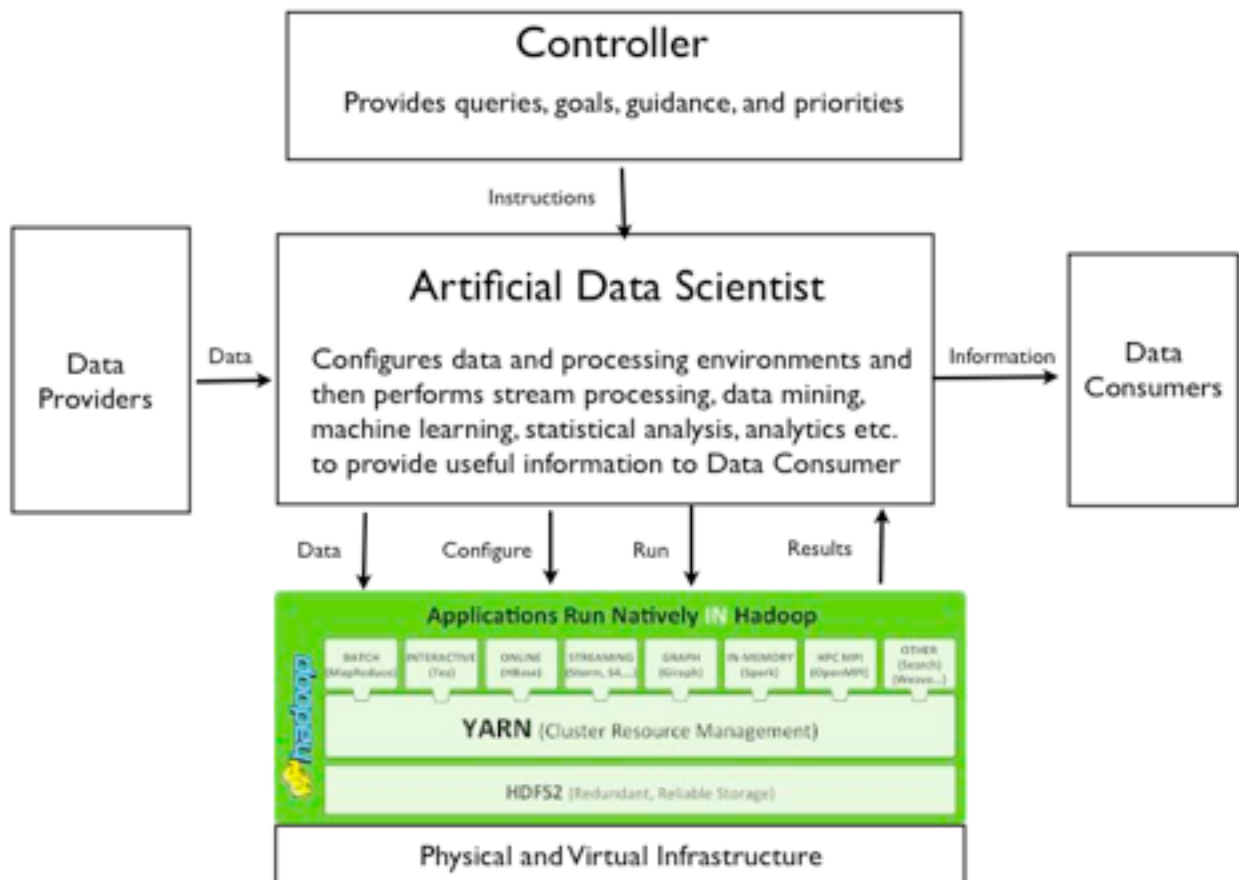 Controller
Provides queries, goals, guidance, and priorities
Instructions
Data
Providers
Data
Artificial Data Scientist
Configures data and processing environments and
then performs stream processing, data mining,
machine learning, statistical analysis, analytics etc.
to provide useful information to Data Consumer
Information
Data
Consumers
Data
Configure
Run
Results
Applications Run Natively IN Hadoop
hadoop
BATCH
(MapReduce)
INTERACTIVE
(Tez)
ONLINE
(HBase)
STREAMING
(Storm, S4,...)
GRAPH
(Giraph)
IN-MEMORY
(Spark)
HPC MPI
(OpenMPI)
OTHER
(Search)
(Weave...)
YARN (Cluster Resource Management)
HDFS2 (Redundant, Reliable Storage)
Physical and Virtual Infrastructure